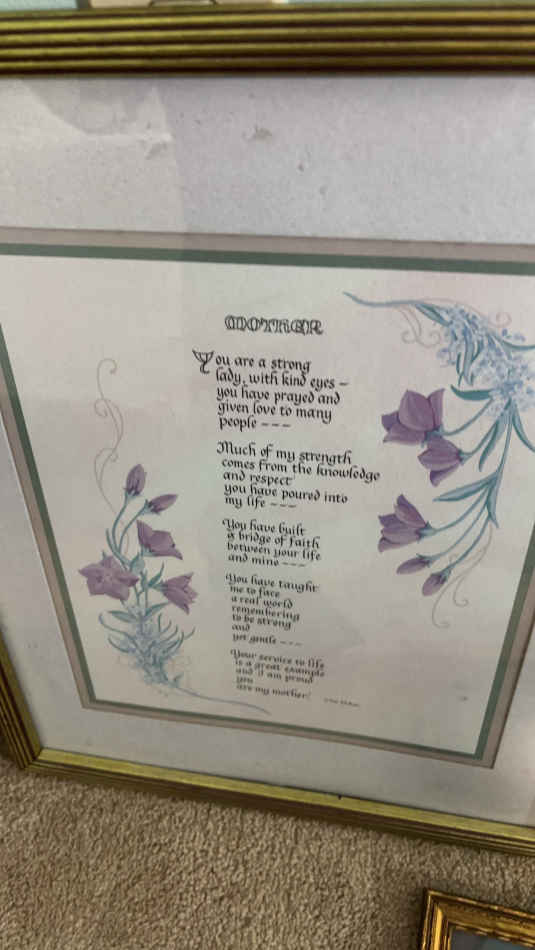 MOTHER
You are a strong
lady, with kind eyes –
you have prayed and
given love to many
people ~~~
Much of my strength
comes from the knowledge
and respect
you have poured into
my life ~~~
You have built
a bridge of faith
between your life
and mine ~~~
You have taught
me to face
a real world
remembering
to be strong
and
yet gentle ~~~
Your service to life
is a great example
and I am proud
you
are my mother!